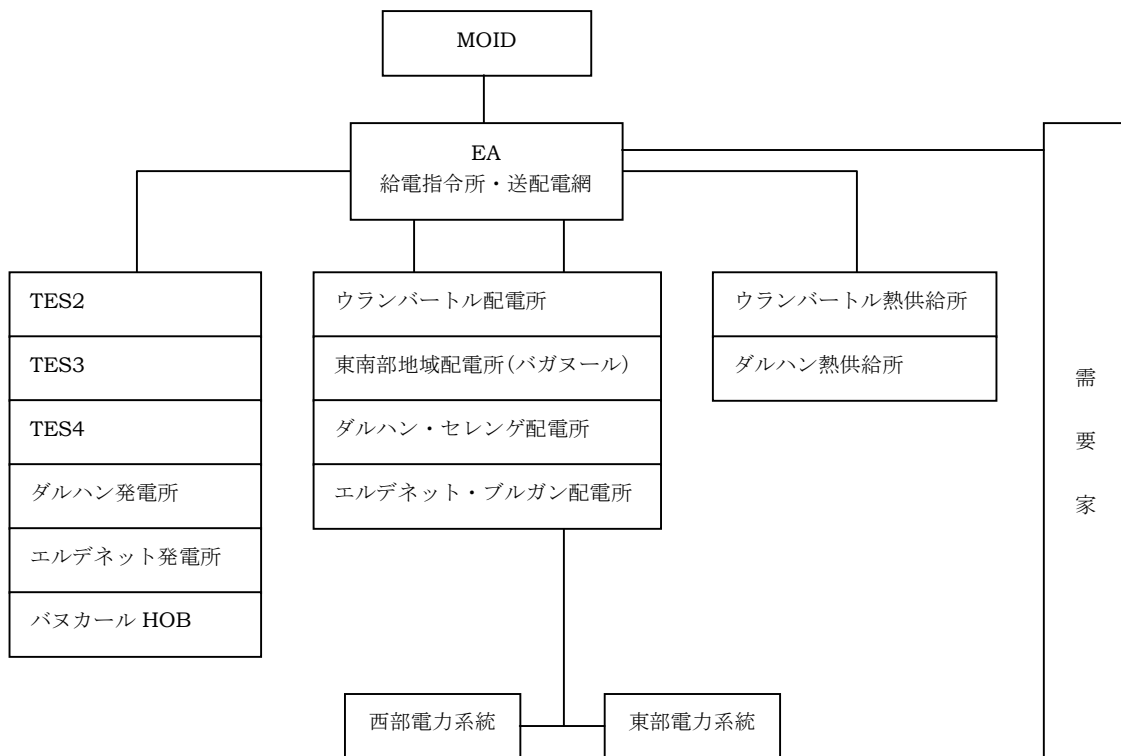 MOID
EA
給電指令所・送配電網
TES2
TES3
TES4
ダルハン発電所
エルデネット発電所
バヌカール HOB
ウランバートル配電所
東南部地域配電所(バガヌール)
ダルハン・セレンゲ配電所
エルデネット・ブルガン配電所
ウランバートル熱供給所
ダルハン熱供給所
需要家
西部電力系統
東部電力系統